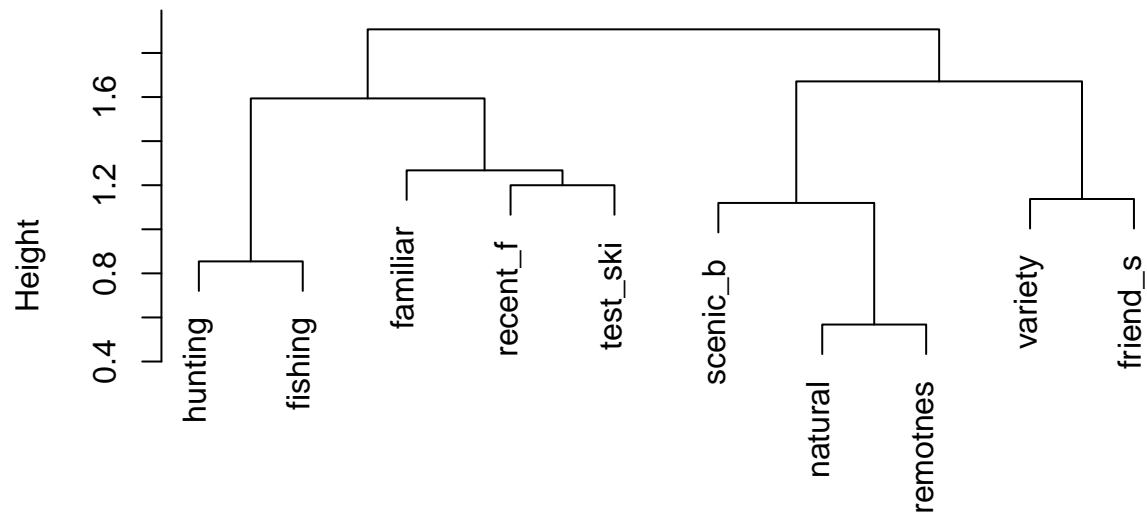 Height
1.6
1.2
0.8
0.4
hunting
fishing
familiar
recent_f
test_ski
scenic_b
natural
remotnes
variety
friend_s